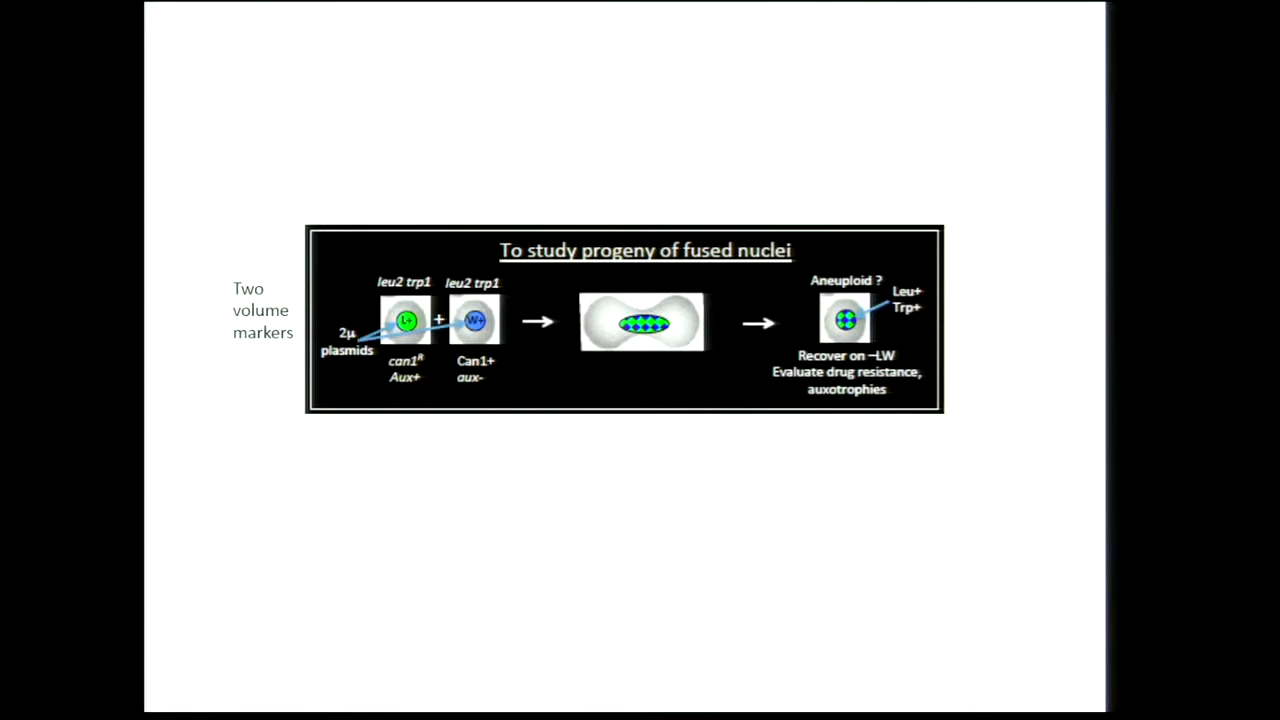 Two
volume
markers
To study progeny of fused nuclei
leu2 trp1
leu2 trp1
L+
+
W+
2μ
plasmids
can1ᴿ
Aux+
Can1+
aux-
Aneuploid ?
Leu+
Trp+
Recover on –LW
Evaluate drug resistance,
auxotrophies